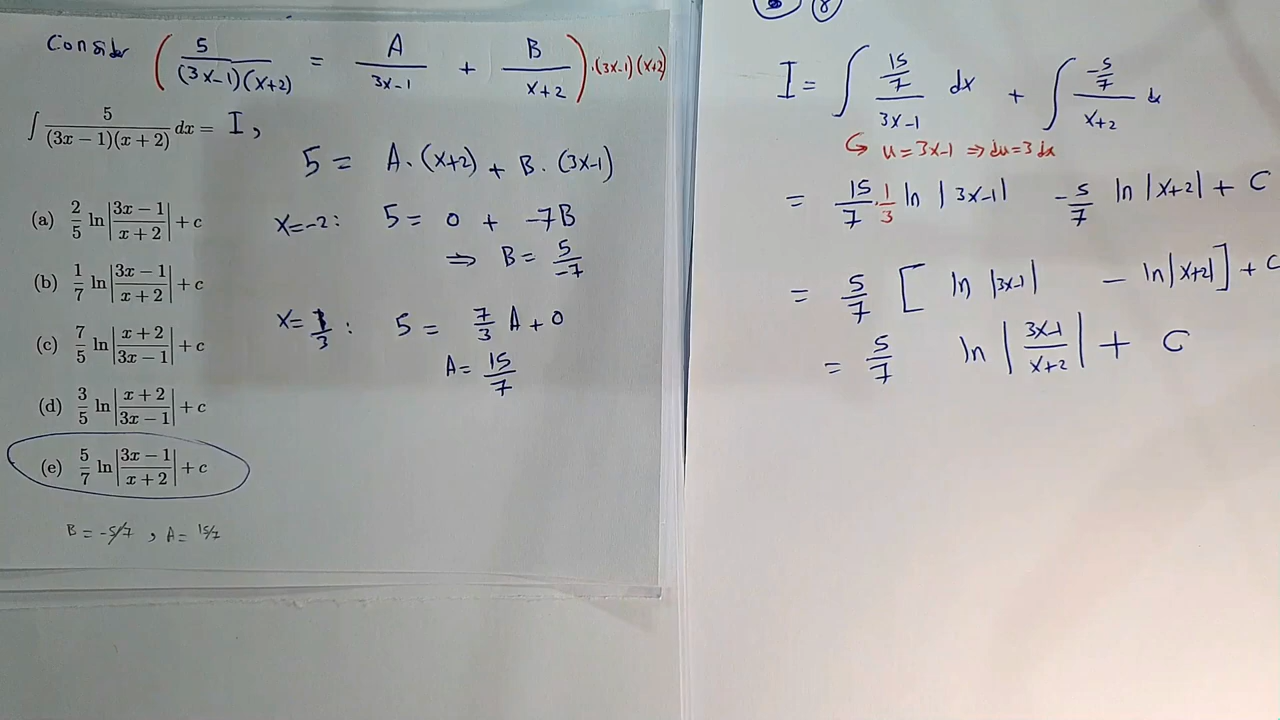 Consider ( 5/((3x-1)(x+2)) = A/(3x-1) + B/(x+2) ) · (3x-1)(x+2)
∫ 5/((3x − 1)(x + 2)) dx = I,
5 = A. (x+2) + B. (3x-1)
(a) 2/5 ln|(3x − 1)/(x + 2)| + c
x=-2: 5 = 0 + -7B
⇒ B = 5/-7
(b) 1/7 ln|(3x − 1)/(x + 2)| + c
x=1/3: 5 = 7/3 A + 0
(c) 7/5 ln|(x + 2)/(3x − 1)| + c
A = 15/7
(d) 3/5 ln|(x + 2)/(3x − 1)| + c
(e) 5/7 ln|(3x − 1)/(x + 2)| + c
B = -5/7 , A = 15/7
8
I = ∫ (15/7)/(3x-1) dx + ∫ (-5/7)/(x+2) dx
u = 3x-1 ⇒ du = 3dx
= 15/7 · 1/3 ln |3x-1| -5/7 ln |x+2| + C
= 5/7 [ ln |3x-1| - ln|x+2| ] + C
= 5/7 ln | (3x-1)/(x+2) | + C